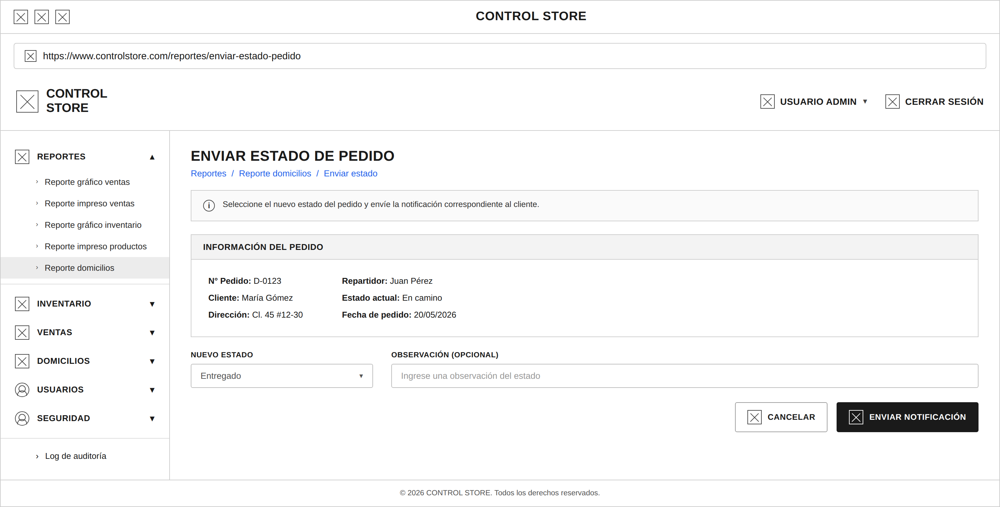 CONTROL STORE
https://www.controlstore.com/reportes/enviar-estado-pedido
CONTROL
STORE
USUARIO ADMIN ▼
CERRAR SESIÓN
REPORTES ▲
› Reporte gráfico ventas
› Reporte impreso ventas
› Reporte gráfico inventario
› Reporte impreso productos
› Reporte domicilios
INVENTARIO ▼
VENTAS ▼
DOMICILIOS ▼
USUARIOS ▼
SEGURIDAD ▼
› Log de auditoría
ENVIAR ESTADO DE PEDIDO
Reportes / Reporte domicilios / Enviar estado
i Seleccione el nuevo estado del pedido y envíe la notificación correspondiente al cliente.
INFORMACIÓN DEL PEDIDO
N° Pedido: D-0123
Cliente: María Gómez
Dirección: Cl. 45 #12-30
Repartidor: Juan Pérez
Estado actual: En camino
Fecha de pedido: 20/05/2026
NUEVO ESTADO
Entregado ▼
OBSERVACIÓN (OPCIONAL)
Ingrese una observación del estado
CANCELAR
ENVIAR NOTIFICACIÓN
© 2026 CONTROL STORE. Todos los derechos reservados.